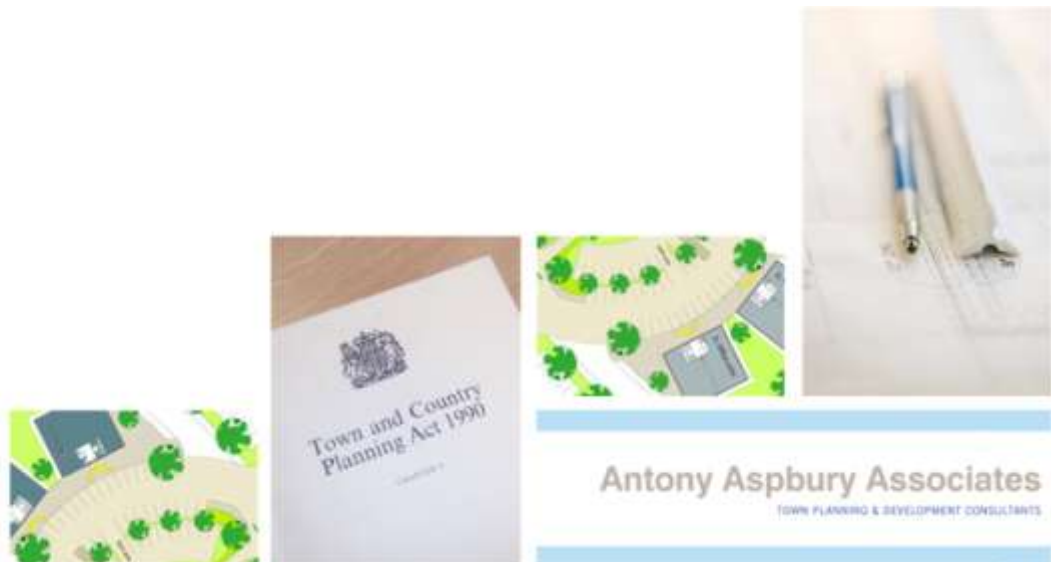 Town and Country
Planning Act 1990
Antony Aspbury Associates
TOWN PLANNING & DEVELOPMENT CONSULTANTS